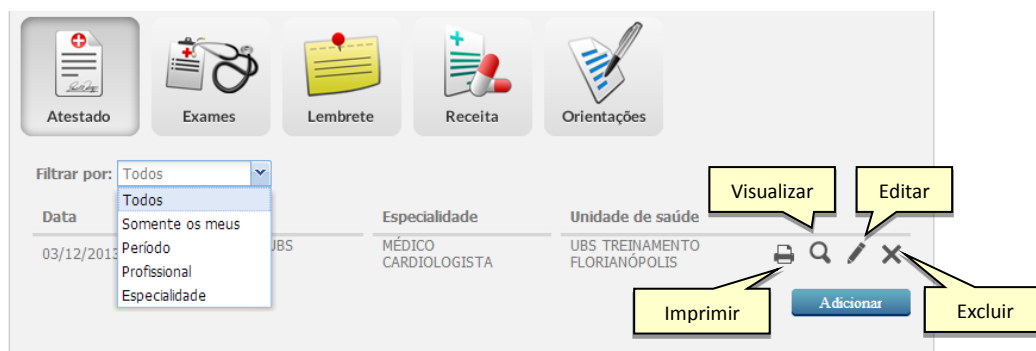 Atestado
Exames
Lembrete
Receita
Orientações
Filtrar por: Todos
Todos
Somente os meus
Período
Profissional
Especialidade
Data
Especialidade
Unidade de saúde
03/12/2013
UBS
MÉDICO
CARDIOLOGISTA
UBS TREINAMENTO
FLORIANÓPOLIS
Visualizar
Editar
Imprimir
Adicionar
Excluir